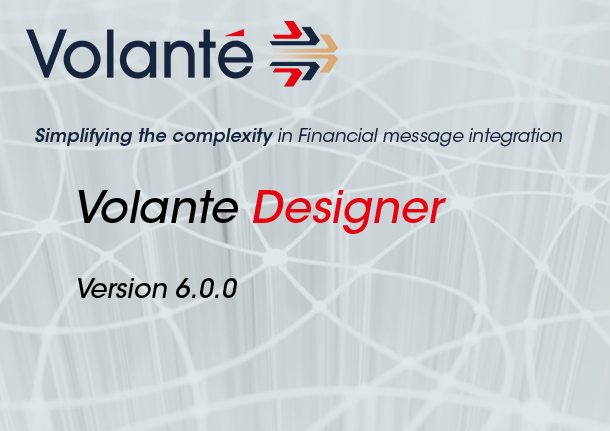 Volanté
Simplifying the complexity in Financial message integration
Volante Designer
Version 6.0.0